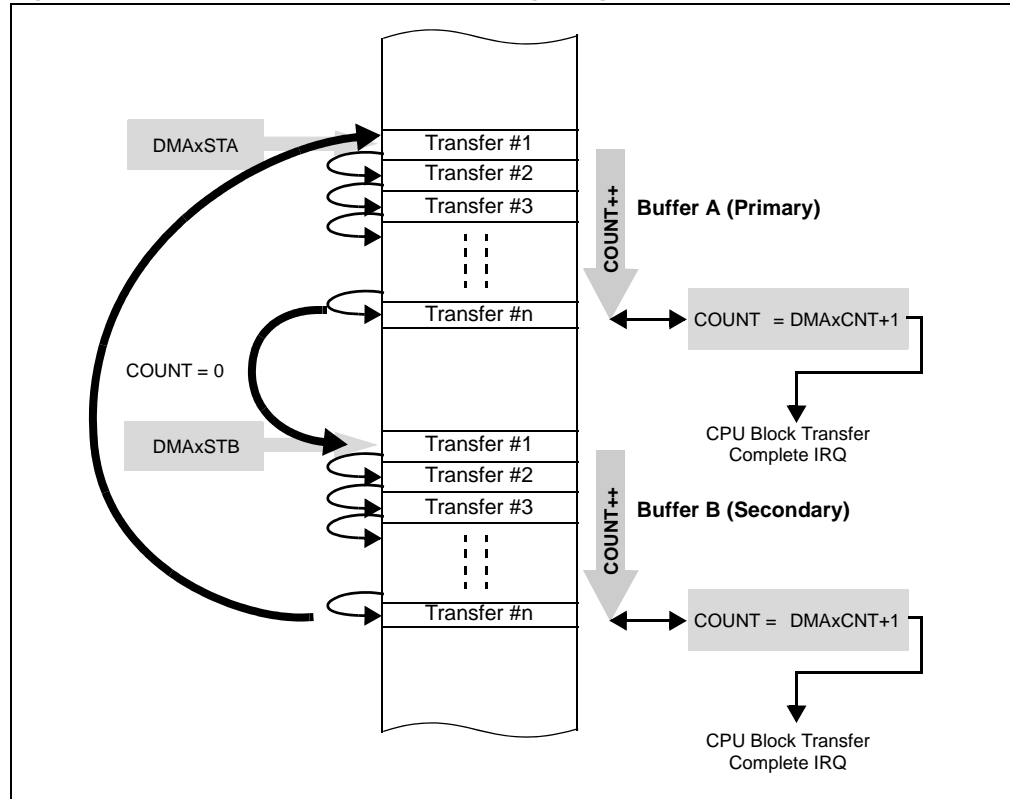 DMAxSTA
Transfer #1
Transfer #2
Transfer #3
Transfer #n
COUNT++
Buffer A (Primary)
COUNT = DMAxCNT+1
CPU Block Transfer
Complete IRQ
COUNT = 0
DMAxSTB
Transfer #1
Transfer #2
Transfer #3
Transfer #n
COUNT++
Buffer B (Secondary)
COUNT = DMAxCNT+1
CPU Block Transfer
Complete IRQ